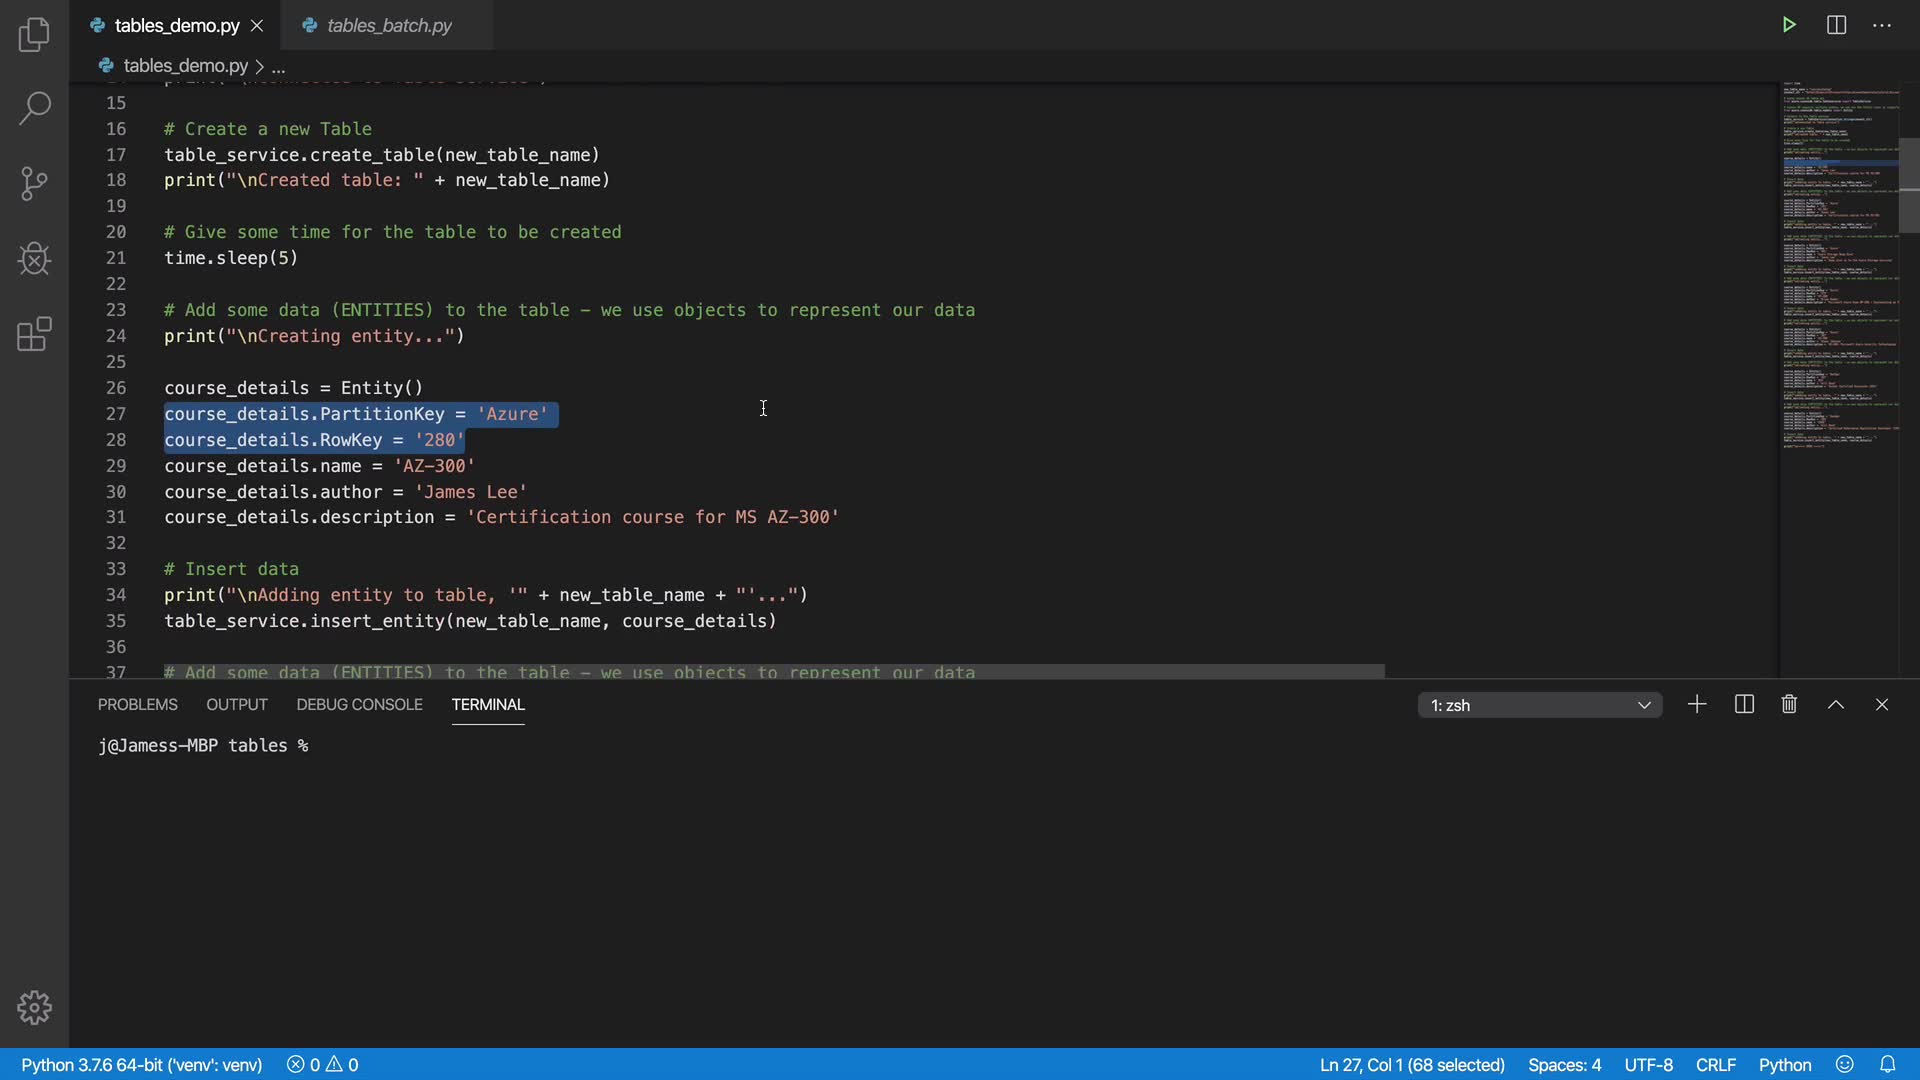 tables_demo.py
tables_batch.py
tables_demo.py > ...
15
16 # Create a new Table
17 table_service.create_table(new_table_name)
18 print("\nCreated table: " + new_table_name)
19
20 # Give some time for the table to be created
21 time.sleep(5)
22
23 # Add some data (ENTITIES) to the table – we use objects to represent our data
24 print("\nCreating entity...")
25
26 course_details = Entity()
27 course_details.PartitionKey = 'Azure'
28 course_details.RowKey = '280'
29 course_details.name = 'AZ-300'
30 course_details.author = 'James Lee'
31 course_details.description = 'Certification course for MS AZ-300'
32
33 # Insert data
34 print("\nAdding entity to table, '" + new_table_name + "'...")
35 table_service.insert_entity(new_table_name, course_details)
36
37 # Add some data (ENTITIES) to the table – we use objects to represent our data
PROBLEMS OUTPUT DEBUG CONSOLE TERMINAL 1: zsh
j@Jamess-MBP tables %
Python 3.7.6 64-bit ('venv': venv) 0 0 Ln 27, Col 1 (68 selected) Spaces: 4 UTF-8 CRLF Python